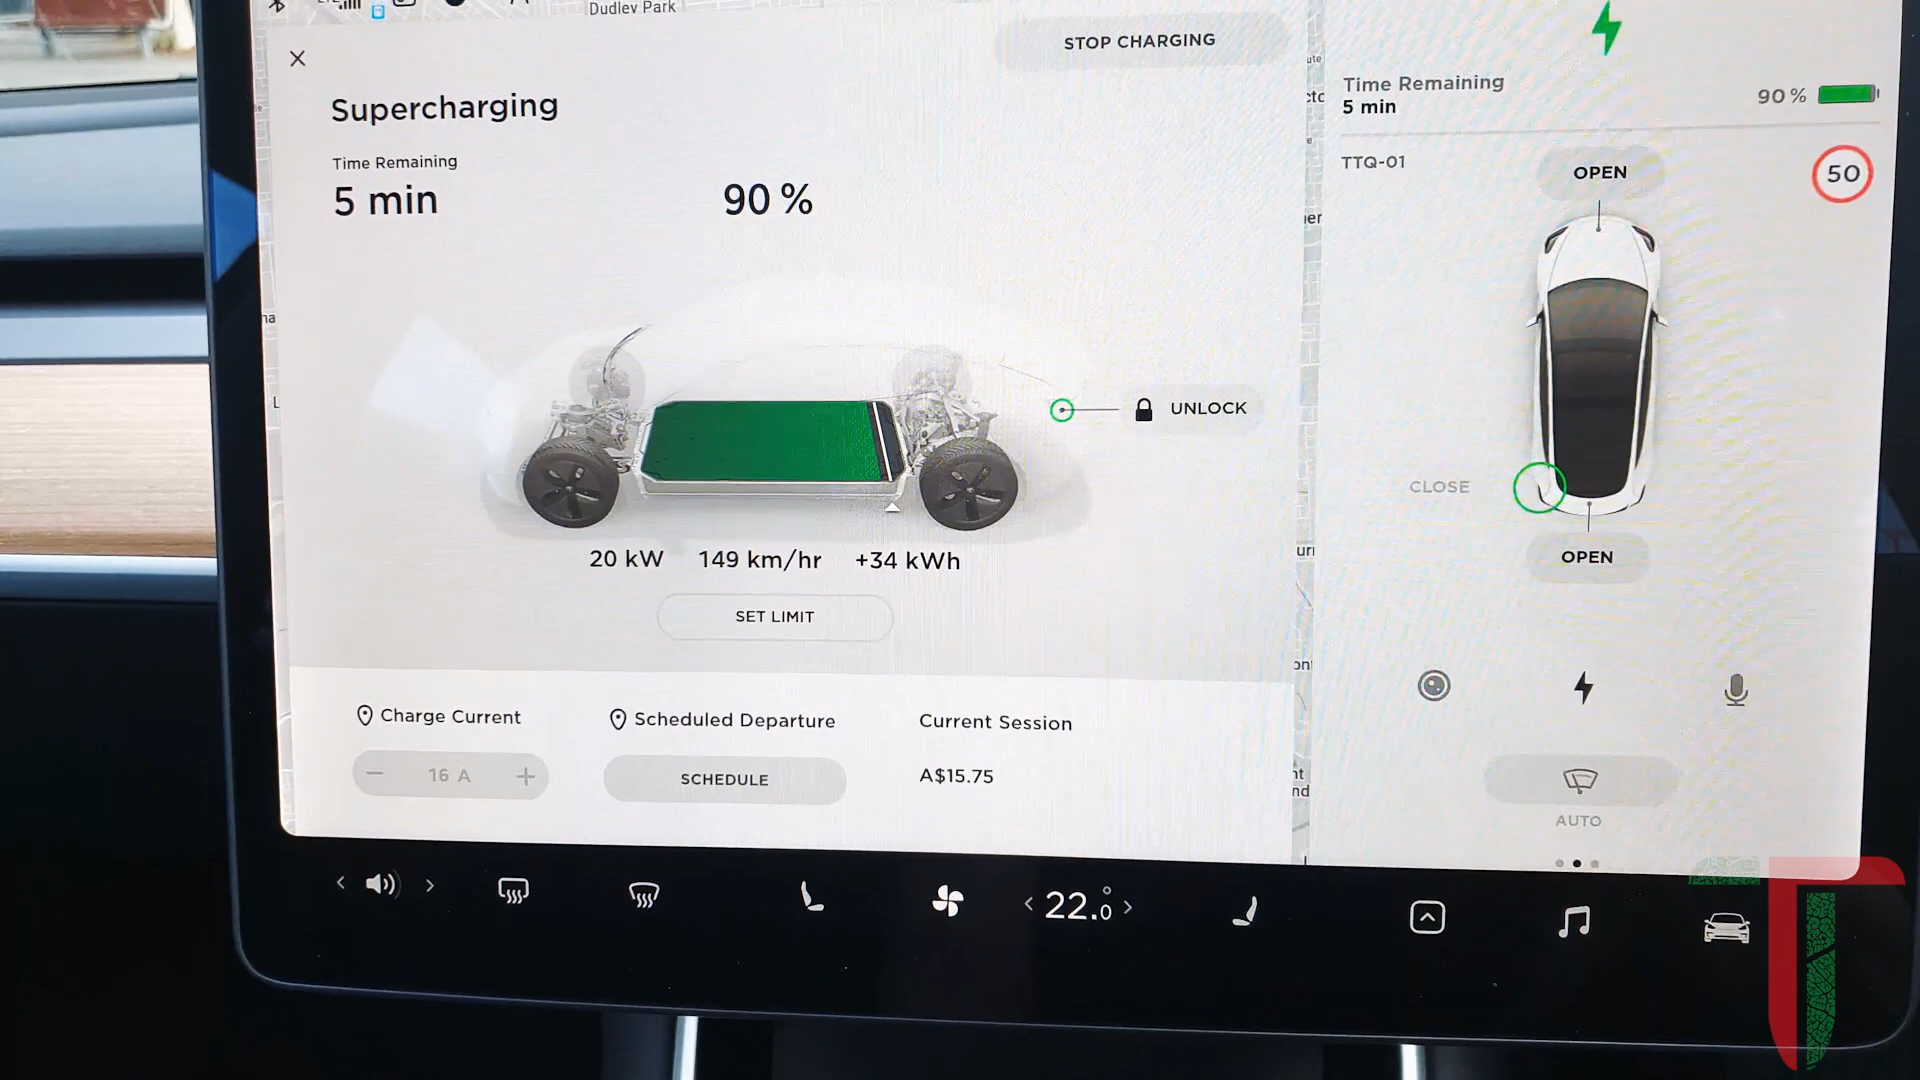 Dudley Park
STOP CHARGING
Supercharging
Time Remaining
5 min
90 %
UNLOCK
20 kW 149 km/hr +34 kWh
SET LIMIT
Charge Current
16 A
Scheduled Departure
SCHEDULE
Current Session
A$15.75
Time Remaining
5 min
90 %
TTQ-01
OPEN
50
CLOSE
OPEN
AUTO
22.0°